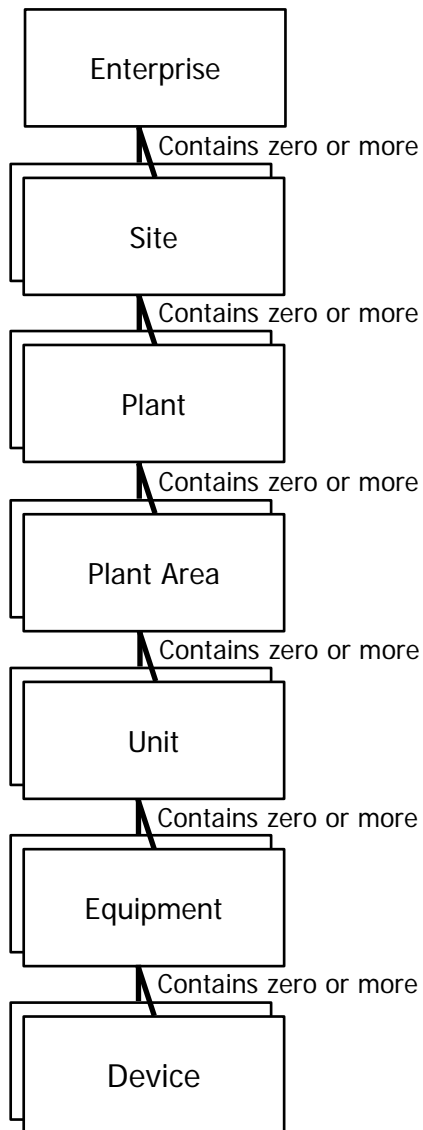 Enterprise
Contains zero or more
Site
Contains zero or more
Plant
Contains zero or more
Plant Area
Contains zero or more
Unit
Contains zero or more
Equipment
Contains zero or more
Device